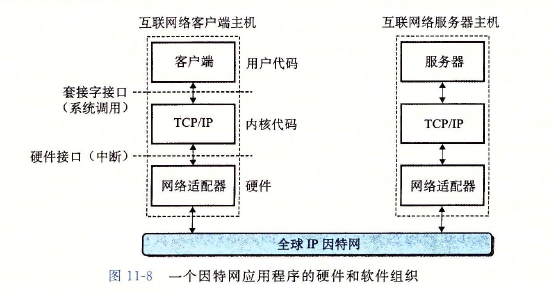 互联网络客户端主机
互联网络服务器主机
客户端
用户代码
服务器
套接字接口
（系统调用）
TCP/IP
内核代码
TCP/IP
硬件接口（中断）
网络适配器
硬件
网络适配器
全球 IP 因特网
图 11-8 一个因特网应用程序的硬件和软件组织